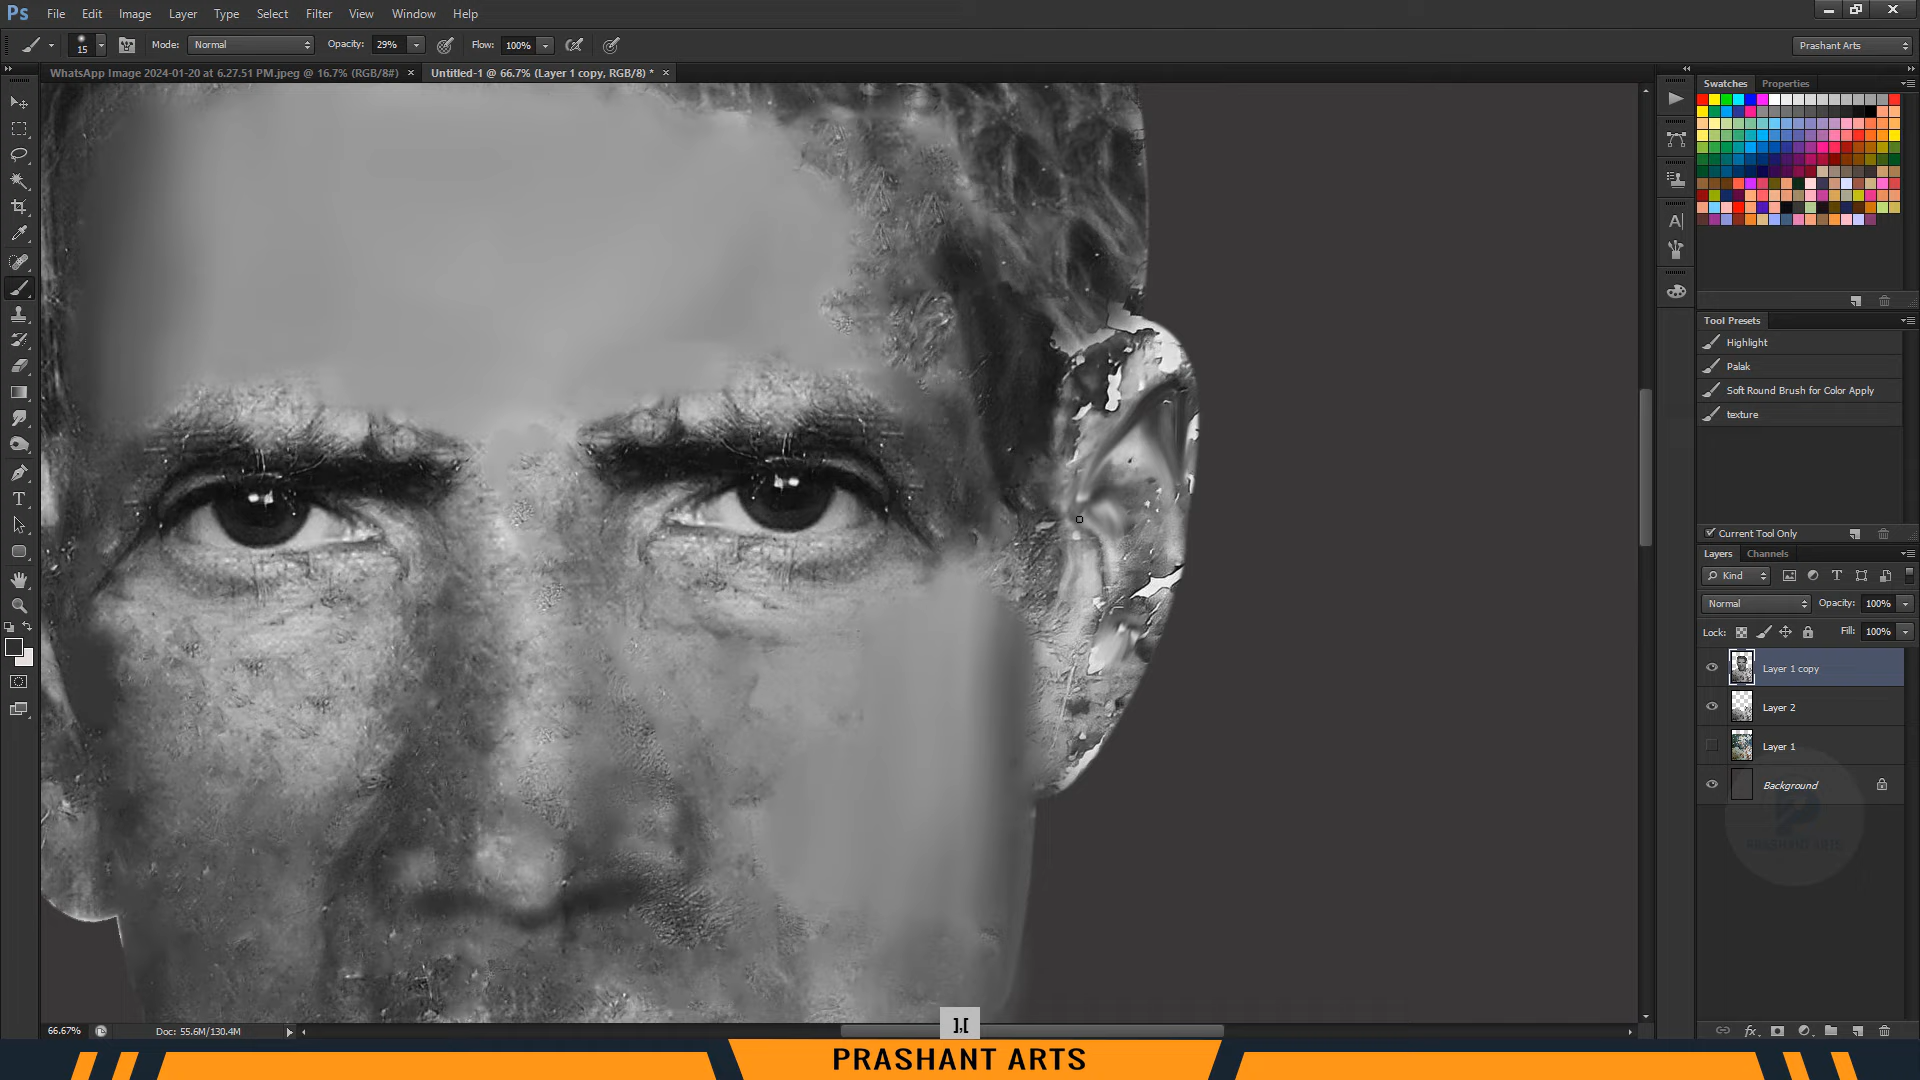 Ps File Edit Image Layer Type Select Filter Extract View Window Help
15 Mode: Normal Opacity: 29% Flow: 100% Prashant Arts
WhatsApp Image 2024-01-20 at 6.27.51 PM.jpeg @ 16.7% (RGB/8#) × Untitled-1 @ 66.7% (Layer 1 copy, RGB/8) * ×
Swatches Properties
Tool Presets
Highlight
Palak
Soft Round Brush for Color Apply
texture
Current Tool Only
Layers Channels
Kind
Normal Opacity: 100%
Lock: Fill: 100%
Layer 1 copy
Layer 2
Layer 1
Background
PRASHANT ARTS
66.67% Doc: 55.6M/130.4M
],[
PRASHANT ARTS